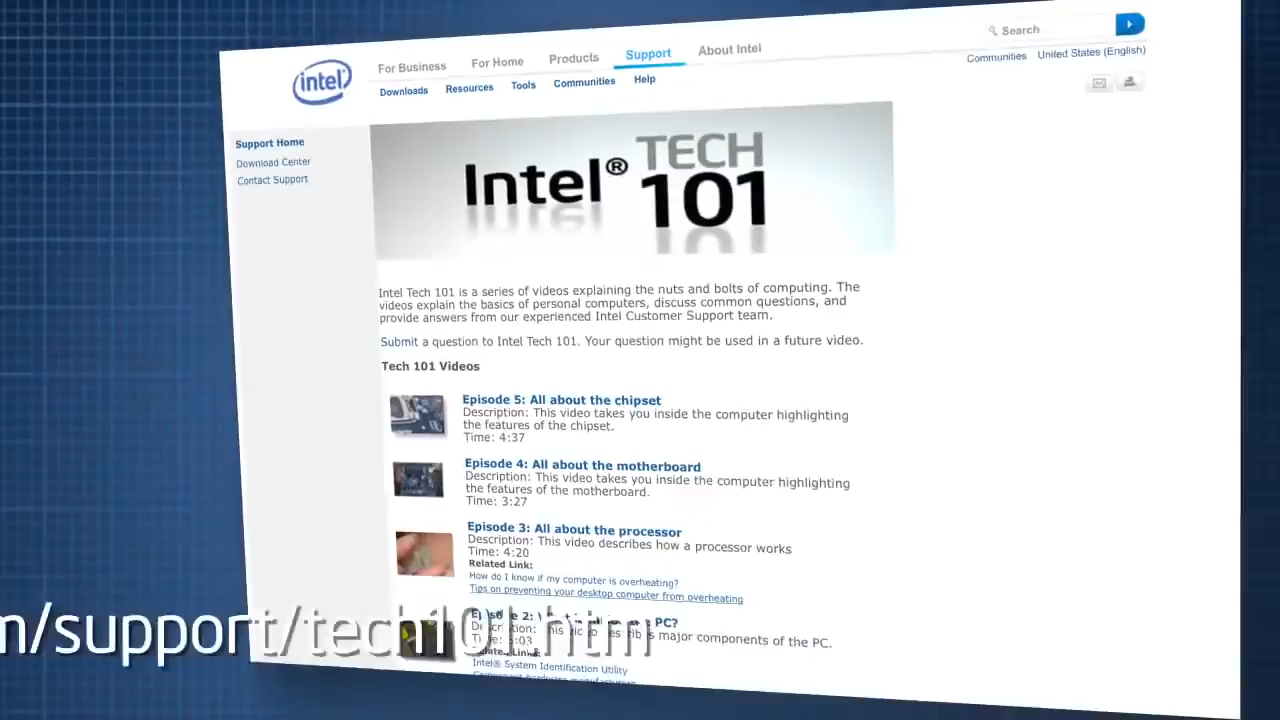 intel
For Business
For Home
Products
Support
About Intel
Search
Downloads
Resources
Tools
Communities
Help
Communities
United States (English)
Support Home
Download Center
Contact Support
Intel® TECH 101
Intel Tech 101 is a series of videos explaining the nuts and bolts of computing. The
videos explain the basics of personal computers, discuss common questions, and
provide answers from our experienced Intel Customer Support team.
Submit a question to Intel Tech 101. Your question might be used in a future video.
Tech 101 Videos
Episode 5: All about the chipset
Description: This video takes you inside the computer highlighting
the features of the chipset.
Time: 4:37
Episode 4: All about the motherboard
Description: This video takes you inside the computer highlighting
the features of the motherboard.
Time: 3:27
Episode 3: All about the processor
Description: This video describes how a processor works
Time: 4:20
Related Link:
How do I know if my computer is overheating?
Tips on preventing your desktop computer from overheating
Episode 2: PC?
major components of the PC.
Intel® System Identification Utility
m/support/tech101.htm